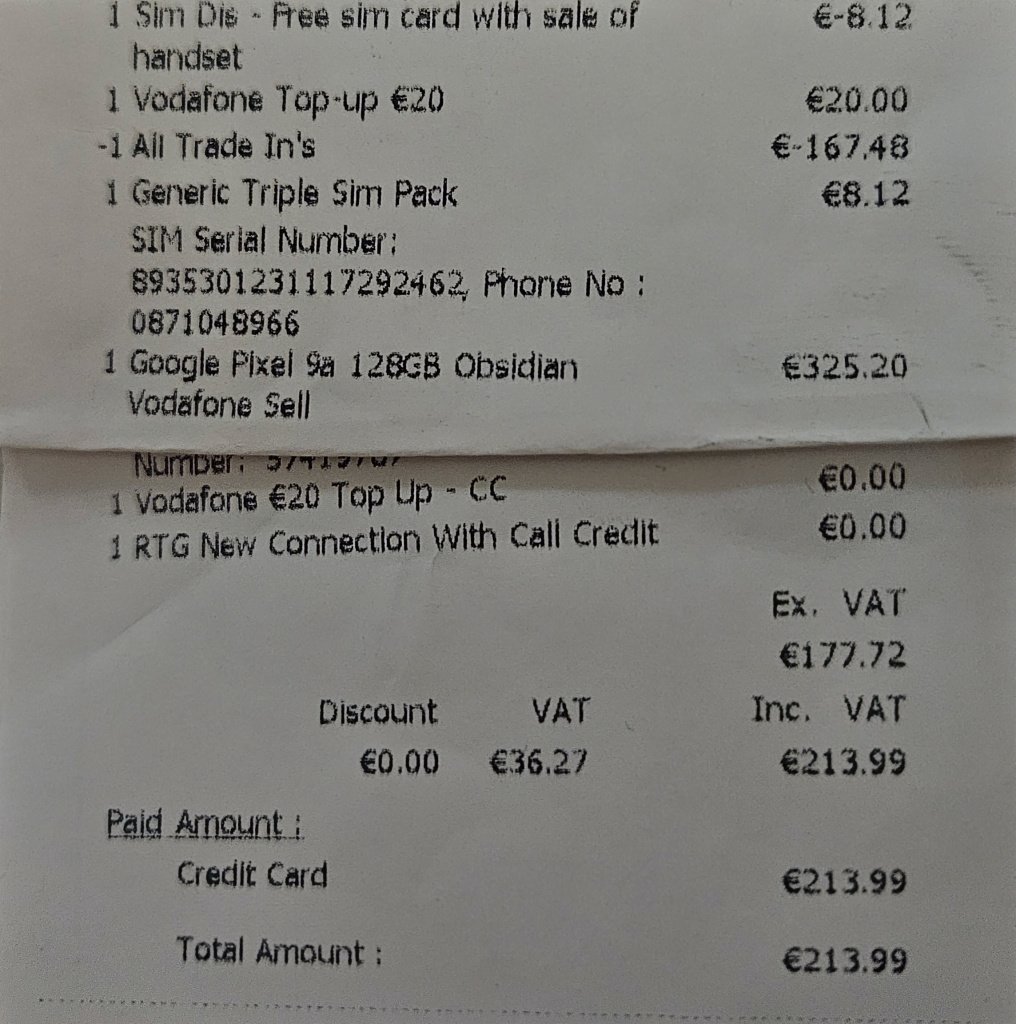 1 Sim Dis - Free sim card with sale of €-8.12
handset
1 Vodafone Top-up €20 €20.00
-1 All Trade In's €-167.48
1 Generic Triple Sim Pack €8.12
SIM Serial Number:
8935301231117292462, Phone No :
0871048966
1 Google Pixel 9a 128GB Obsidian €325.20
Vodafone Sell
Number:
1 Vodafone €20 Top Up - CC €0.00
1 RTG New Connection With Call Credit €0.00
Ex. VAT
€177.72
Discount VAT Inc. VAT
€0.00 €36.27 €213.99
Paid Amount :
Credit Card €213.99
Total Amount : €213.99